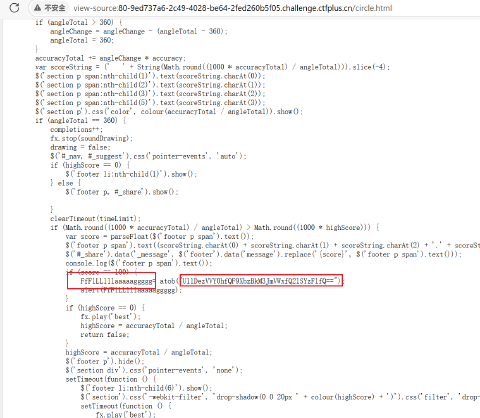 不安全 view-source:80-9ed737a6-2c49-4028-be64-2fed260b5f05.challenge.ctfplus.cn/circle.html
if (angleTotal > 360) {
angleChange = angleChange - (angleTotal - 360);
angleTotal = 360;
}
accuracyTotal += angleChange * accuracy;
var scoreString = ('   ' + String(Math.round((1000 * accuracyTotal) / angleTotal))).slice(-4);
$('section p span:nth-child(1)').text(scoreString.charAt(0));
$('section p span:nth-child(2)').text(scoreString.charAt(1));
$('section p span:nth-child(3)').text(scoreString.charAt(2));
$('section p span:nth-child(5)').text(scoreString.charAt(3));
$('section p').css('color', colour(accuracyTotal / angleTotal)).show();
if (angleTotal == 360) {
completions++;
fx.stop(soundDrawing);
drawing = false;
$('#_nav, #_suggest').css('pointer-events', 'auto');
if (highScore == 0) {
$('footer li:nth-child(1)').show();
} else {
$('footer p, #_share').show();
}
clearTimeout(timeLimit);
if (Math.round((1000 * accuracyTotal) / angleTotal) > Math.round((1000 * highScore))) {
var score = parseFloat($('footer p span').text());
$('footer p span').text((scoreString.charAt(0) + scoreString.charAt(1) + scoreString.charAt(2) + '.' + scoreS
$('#_share').data('_message', $('footer').data('message').replace('{score}', $('footer p span').text()));
console.log($('footer p span').text());
if (score == 100) {
atob(
}
if (highScore == 0) {
fx.play('best');
highScore = accuracyTotal / angleTotal;
return false;
}
highScore = accuracyTotal / angleTotal;
$('footer p').hide();
$('section div').css('pointer-events', 'none');
setTimeout(function () {
$('footer li:nth-child(6)').show();
$('section').css('-webkit-filter', 'drop-shadow(0 0 20px ' + colour(highScore) + ')').css('filter', 'drop-
setTimeout(function () {
fx.play('best');